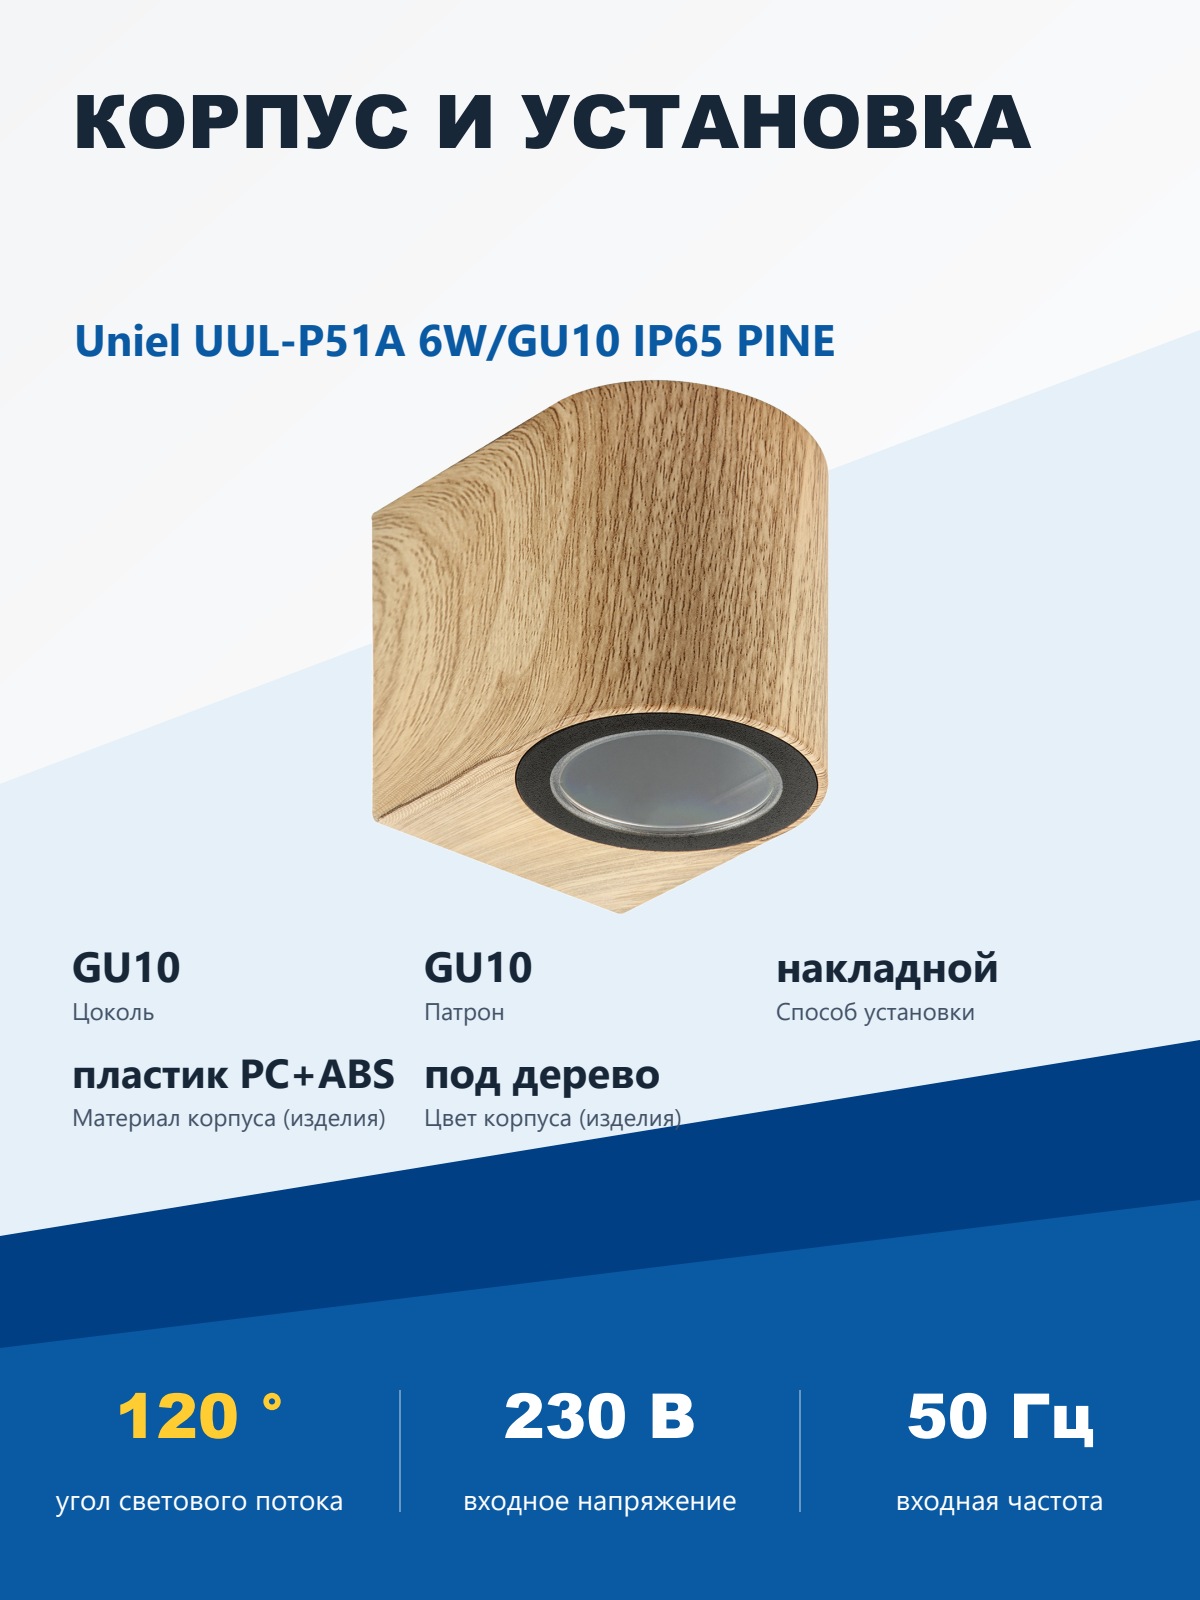 КОРПУС И УСТАНОВКА
Uniel UUL-P51A 6W/GU10 IP65 PINE
GU10
Цоколь
GU10
Патрон
накладной
Способ установки
пластик PC+ABS
Материал корпуса (изделия)
под дерево
Цвет корпуса (изделия)
120 °
угол светового потока
230 В
входное напряжение
50 Гц
входная частота